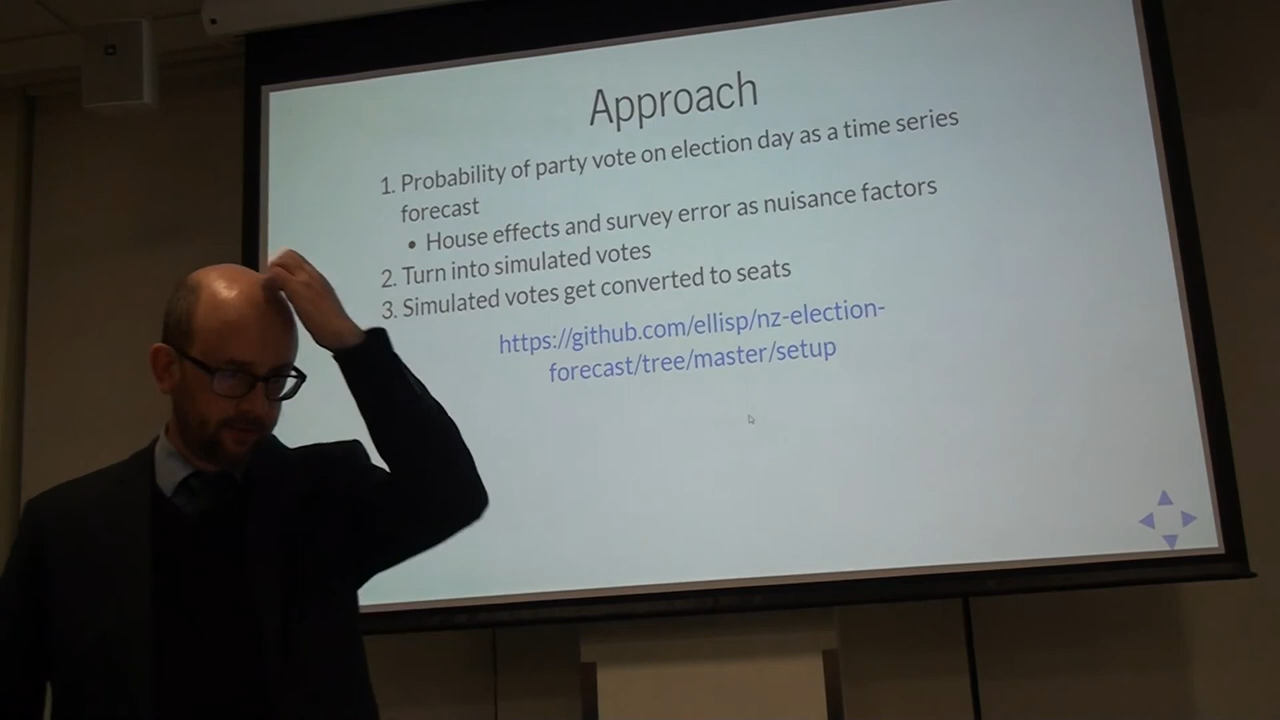 Approach
1. Probability of party vote on election day as a time series
forecast
• House effects and survey error as nuisance factors
2. Turn into simulated votes
3. Simulated votes get converted to seats
https://github.com/ellisp/nz-election-
forecast/tree/master/setup